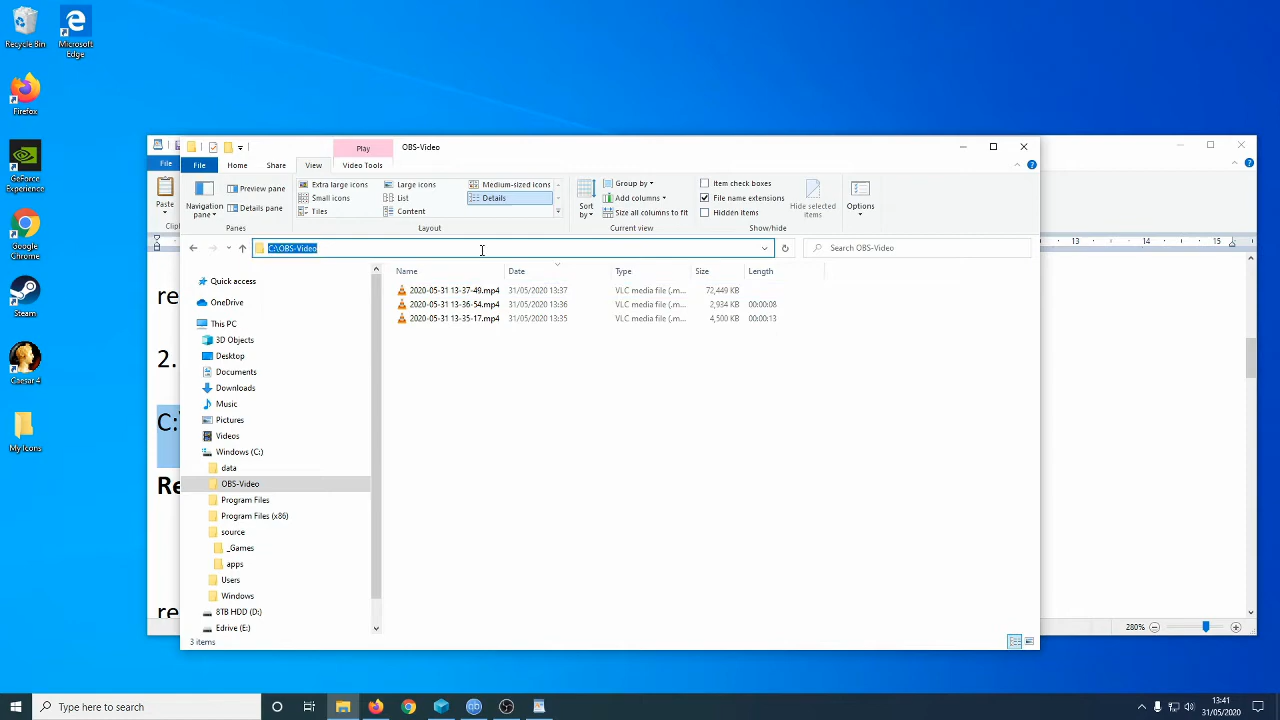 Recycle Bin
Microsoft Edge
Firefox
GeForce Experience
Google Chrome
Steam
Caesar 4
My Icons
File
Paste
Play
OBS-Video
File
Home
Share
View
Video Tools
Navigation pane
Preview pane
Details pane
Panes
Extra large icons
Large icons
Medium-sized icons
Small icons
List
Details
Tiles
Content
Layout
Sort by
Group by
Add columns
Size all columns to fit
Current view
Item check boxes
File name extensions
Hidden items
Hide selected items
Show/hide
Options
C:\OBS-Video
Search OBS-Video
13
14
15
Quick access
OneDrive
This PC
3D Objects
Desktop
Documents
Downloads
Music
Pictures
Videos
Windows (C:)
data
OBS-Video
Program Files
Program Files (x86)
source
_Games
apps
Users
Windows
8TB HDD (D:)
Edrive (E:)
Name Date Type Size Length
2020-05-31 13-37-49.mp4 31/05/2020 13:37 VLC media file (.m... 72,449 KB
2020-05-31 13-36-54.mp4 31/05/2020 13:36 VLC media file (.m... 2,934 KB 00:00:08
2020-05-31 13-35-17.mp4 31/05/2020 13:35 VLC media file (.m... 4,500 KB 00:00:13
3 items
re
2.
C:\
Re
re
280%
Type here to search
13:41
31/05/2020